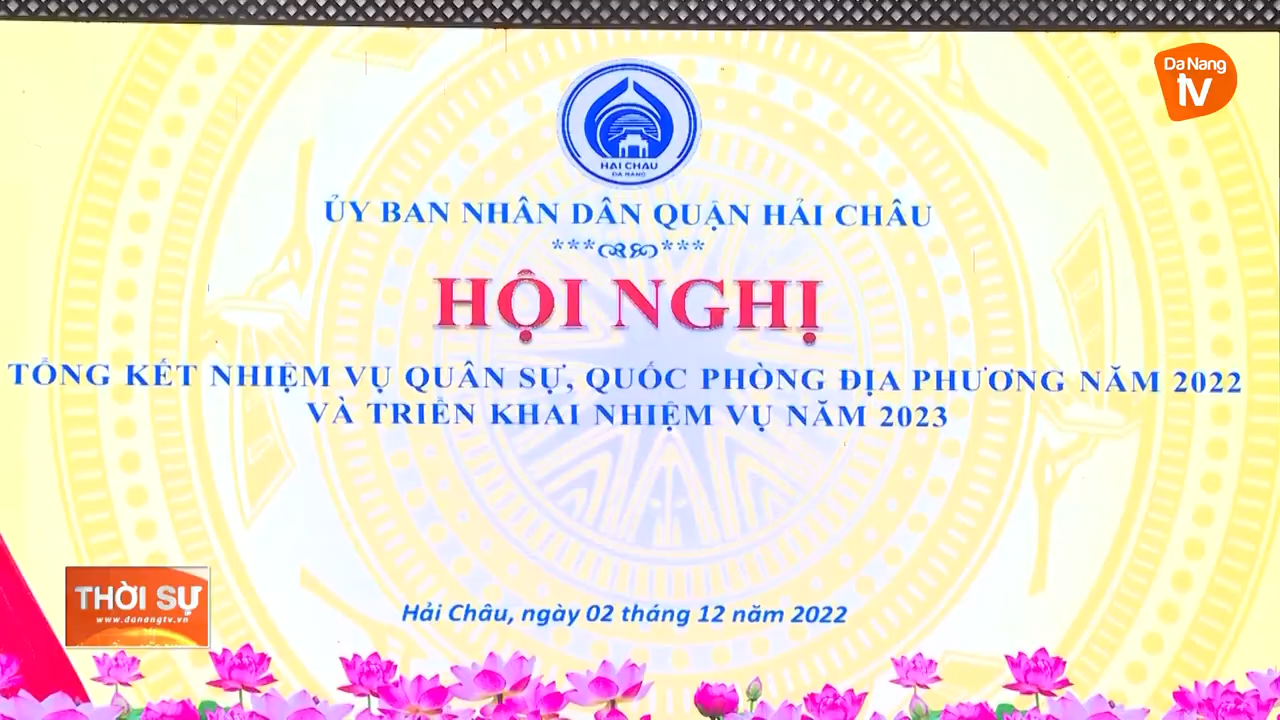 Da Nang
tv
HẢI CHÂU
ĐÀ NẴNG
ỦY BAN NHÂN DÂN QUẬN HẢI CHÂU
HỘI NGHỊ
TỔNG KẾT NHIỆM VỤ QUÂN SỰ, QUỐC PHÒNG ĐỊA PHƯƠNG NĂM 2022
VÀ TRIỂN KHAI NHIỆM VỤ NĂM 2023
THỜI SỰ
www.danangtv.vn
Hải Châu, ngày 02 tháng 12 năm 2022